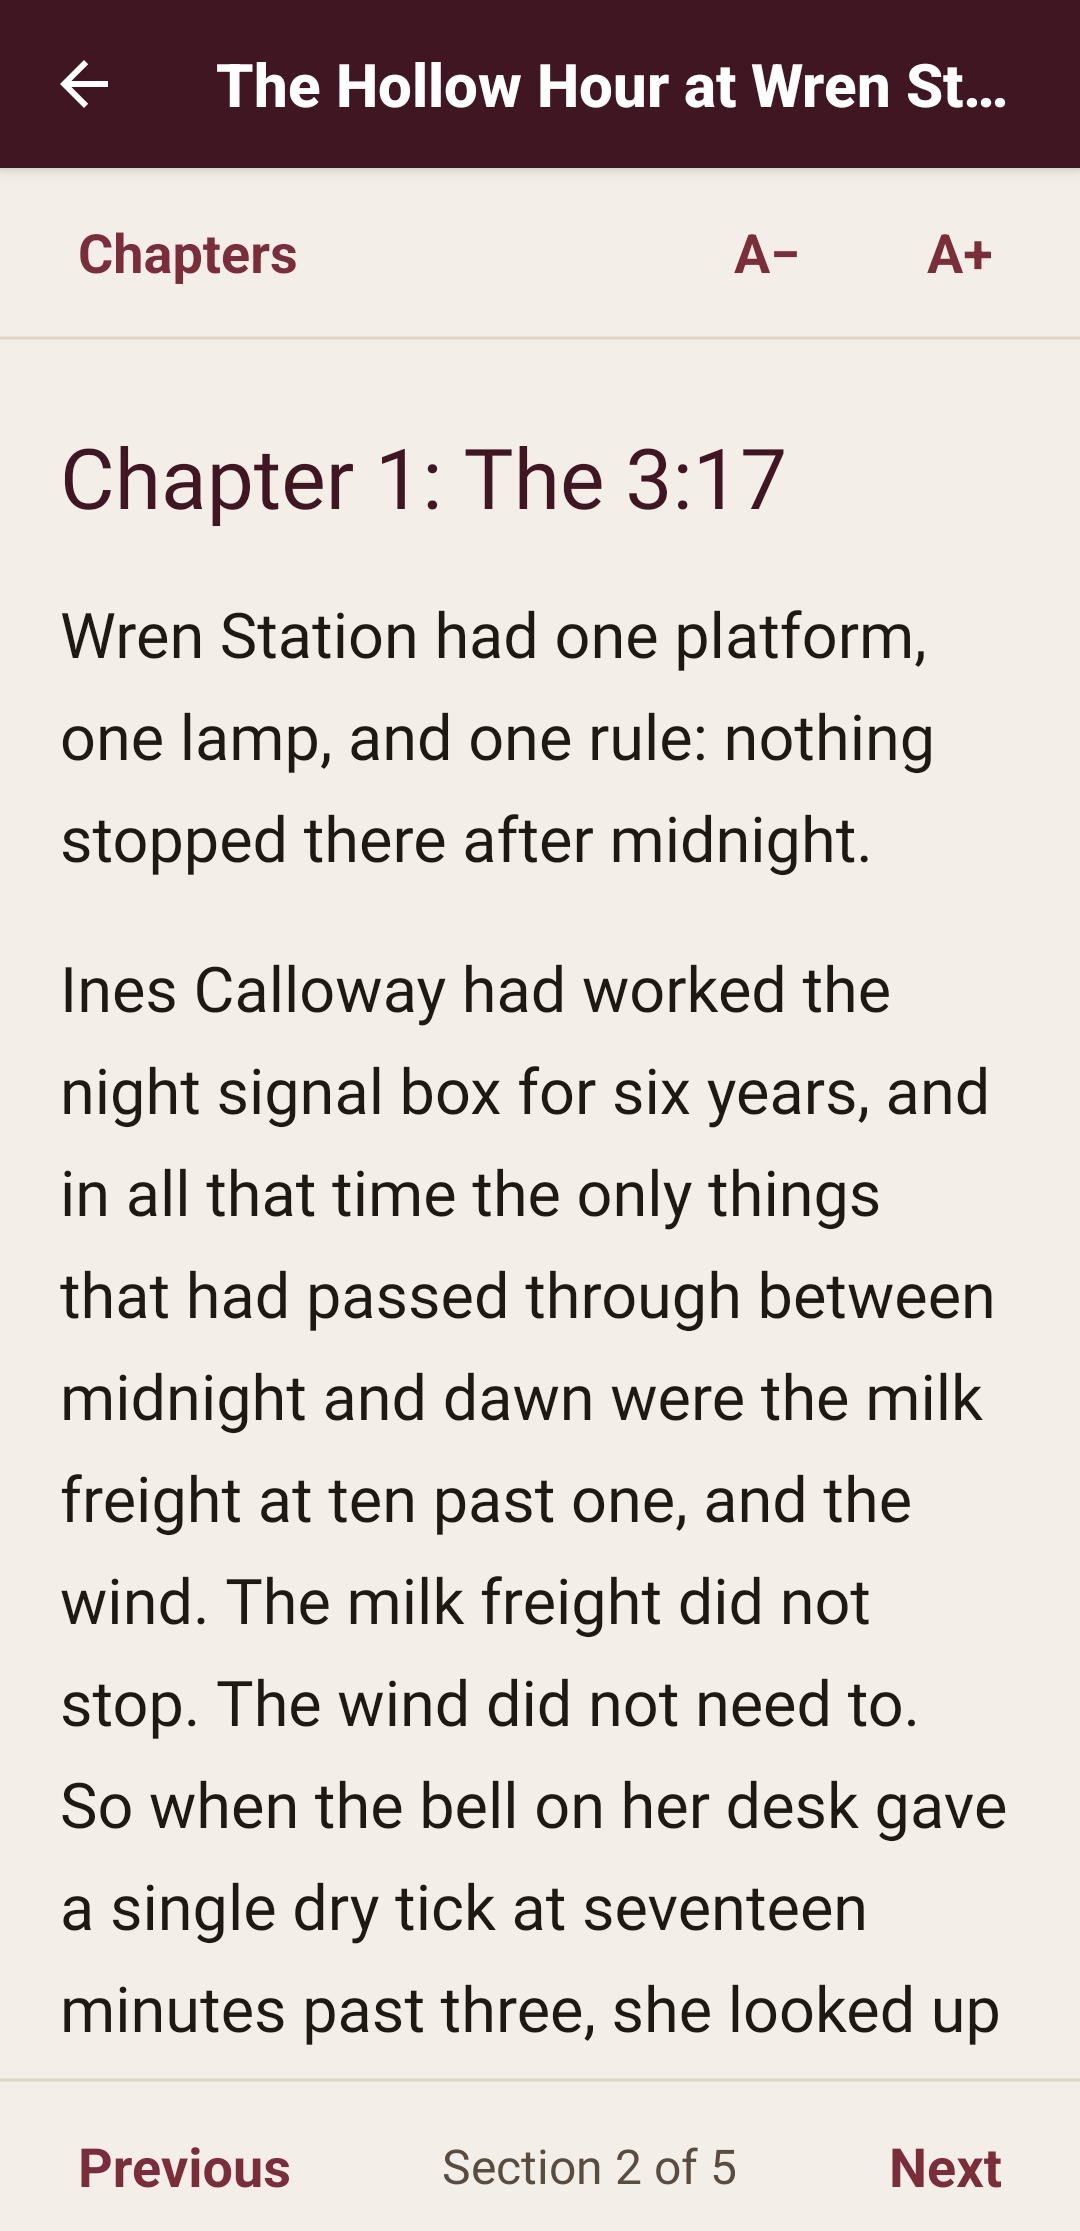 The Hollow Hour at Wren St...
Chapters A− A+
Chapter 1: The 3:17
Wren Station had one platform,
one lamp, and one rule: nothing
stopped there after midnight.
Ines Calloway had worked the
night signal box for six years, and
in all that time the only things
that had passed through between
midnight and dawn were the milk
freight at ten past one, and the
wind. The milk freight did not
stop. The wind did not need to.
So when the bell on her desk gave
a single dry tick at seventeen
minutes past three, she looked up
Previous Section 2 of 5 Next